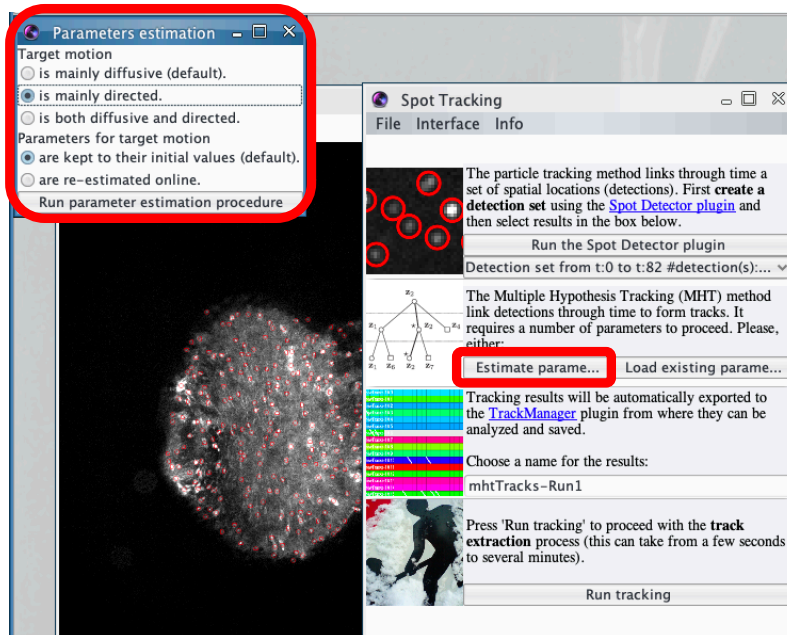 Parameters estimation
Target motion
is mainly diffusive (default).
is mainly directed.
is both diffusive and directed.
Parameters for target motion
are kept to their initial values (default).
are re-estimated online.
Run parameter estimation procedure
Spot Tracking
File Interface Info
The particle tracking method links through time a
set of spatial locations (detections). First create a
detection set using the Spot Detector plugin and
then select results in the box below.
Run the Spot Detector plugin
Detection set from t:0 to t:82 #detection(s):...
The Multiple Hypothesis Tracking (MHT) method
link detections through time to form tracks. It
requires a number of parameters to proceed. Please,
either:
Estimate parame... Load existing parame...
z₂
z₁ z₂ z₄
z₁ z₆ z₂ z₇
Tracking results will be automatically exported to
the TrackManager plugin from where they can be
analyzed and saved.
Choose a name for the results:
mhtTracks-Run1
Press 'Run tracking' to proceed with the track
extraction process (this can take from a few seconds
to several minutes).
Run tracking